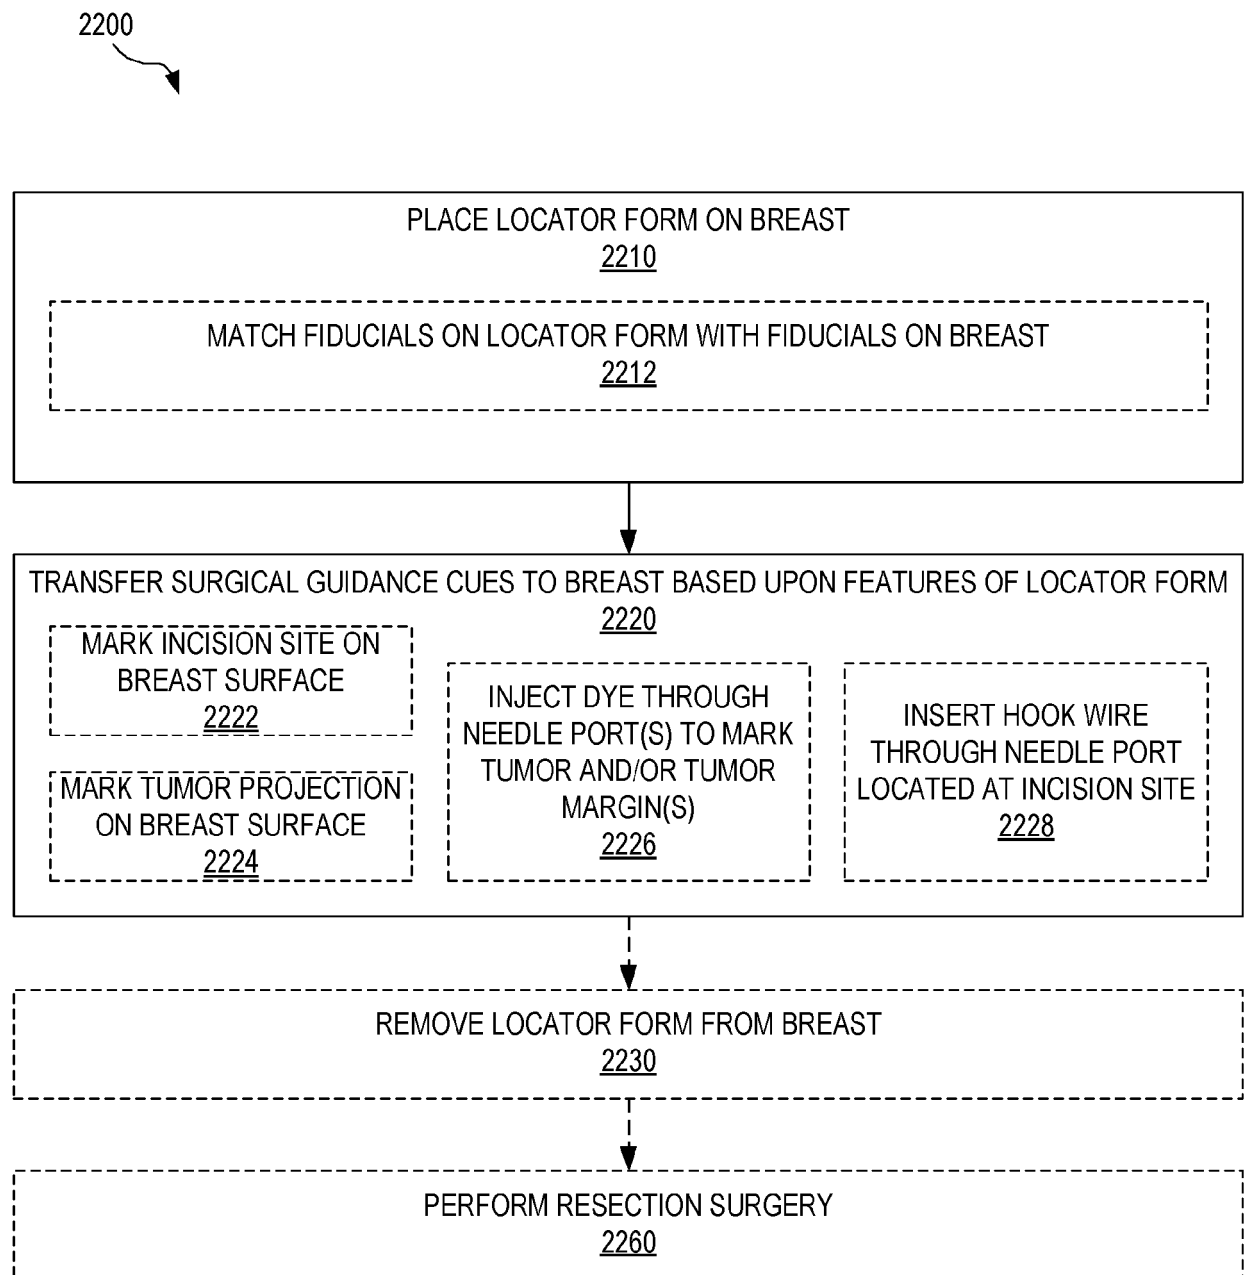 2200
PLACE LOCATOR FORM ON BREAST
2210
MATCH FIDUCIALS ON LOCATOR FORM WITH FIDUCIALS ON BREAST
2212
TRANSFER SURGICAL GUIDANCE CUES TO BREAST BASED UPON FEATURES OF LOCATOR FORM
2220
MARK INCISION SITE ON
BREAST SURFACE
2222
MARK TUMOR PROJECTION
ON BREAST SURFACE
2224
INJECT DYE THROUGH
NEEDLE PORT(S) TO MARK
TUMOR AND/OR TUMOR
MARGIN(S)
2226
INSERT HOOK WIRE
THROUGH NEEDLE PORT
LOCATED AT INCISION SITE
2228
REMOVE LOCATOR FORM FROM BREAST
2230
PERFORM RESECTION SURGERY
2260